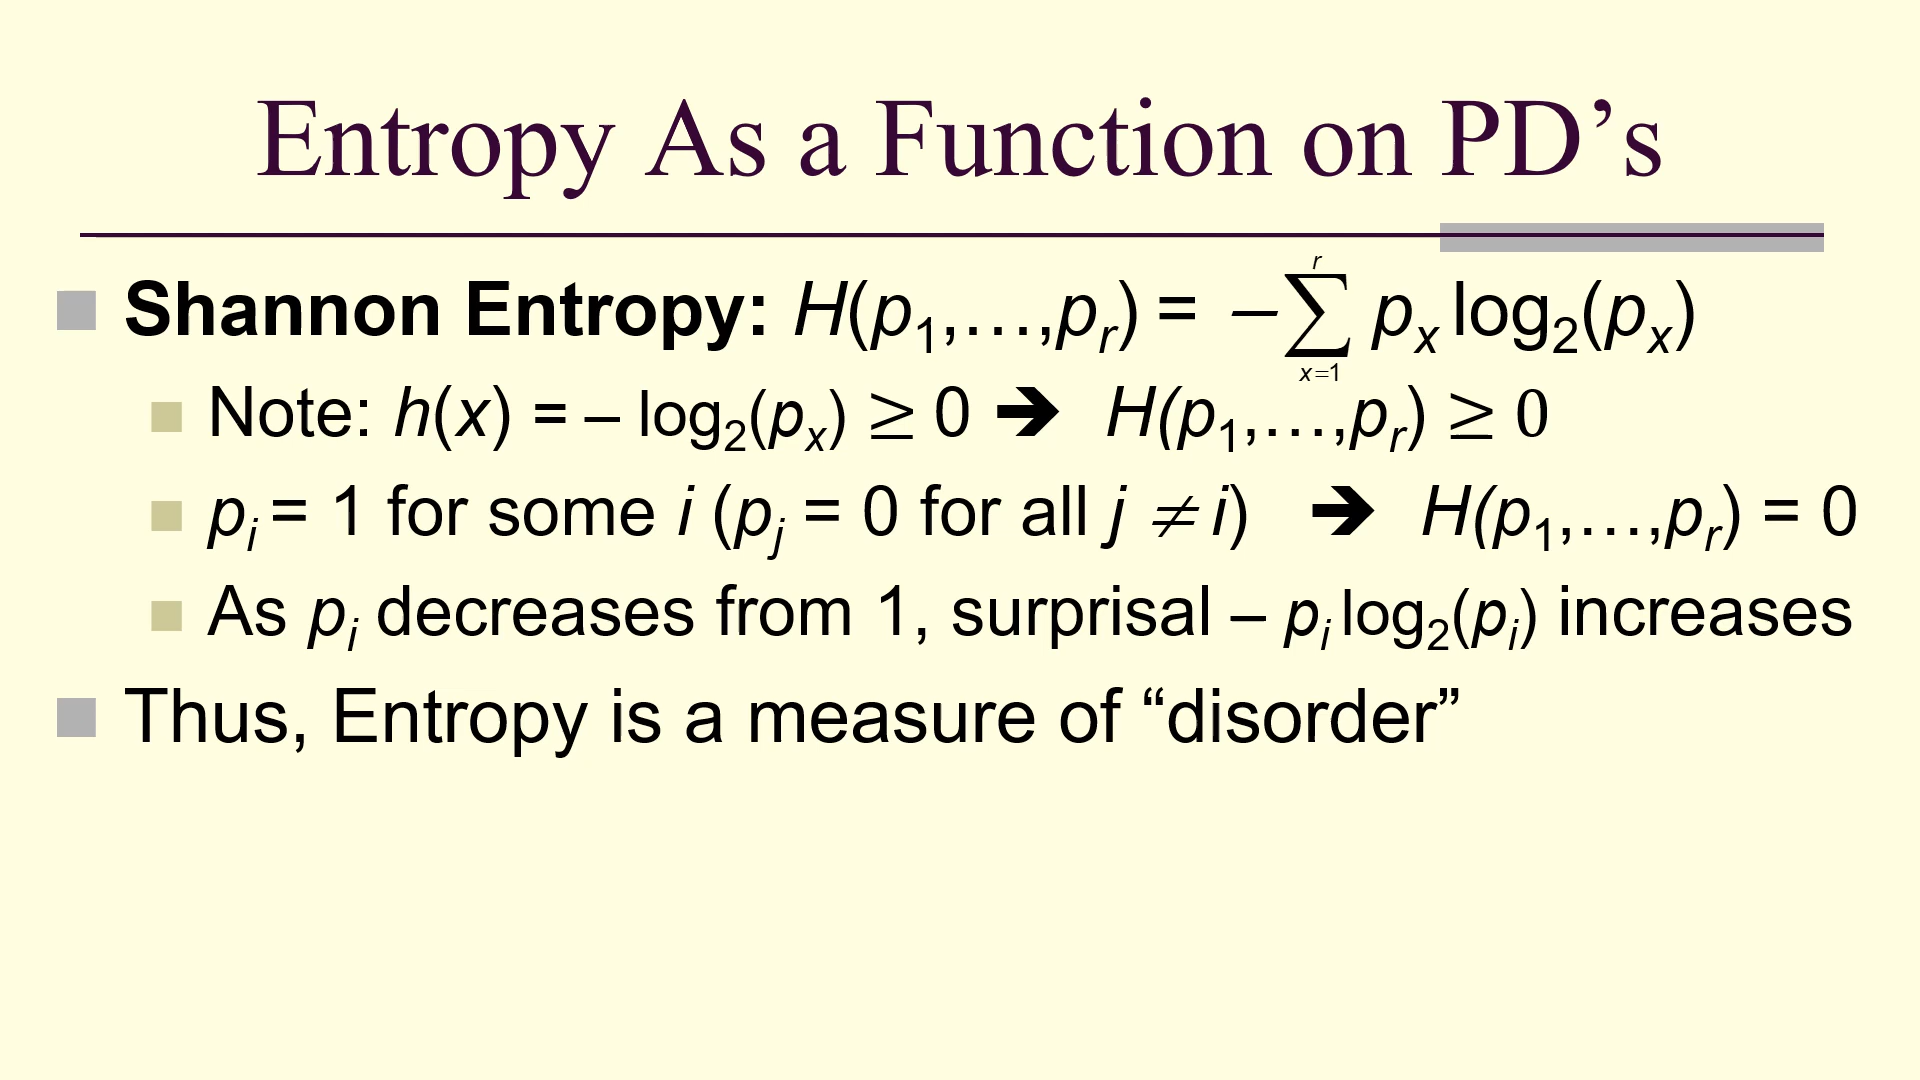 Entropy As a Function on PD’s
Shannon Entropy: H(p₁,…,pᵣ) = –∑ʳₓ₌₁ pₓ log₂(pₓ)
Note: h(x) = – log₂(pₓ) ≥ 0 ➔ H(p₁,…,pᵣ) ≥ 0
pᵢ = 1 for some i (pⱼ = 0 for all j ≠ i) ➔ H(p₁,…,pᵣ) = 0
As pᵢ decreases from 1, surprisal – pᵢ log₂(pᵢ) increases
Thus, Entropy is a measure of “disorder”